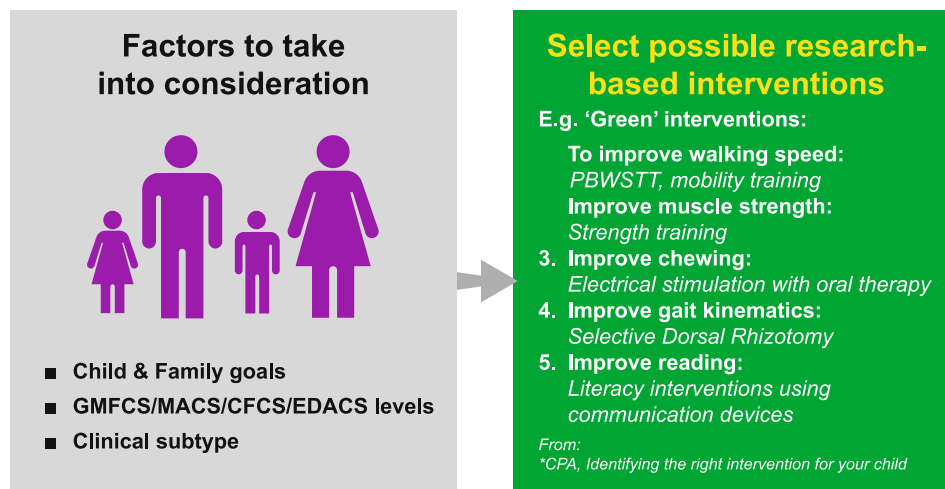 Factors to take
into consideration
■ Child & Family goals
■ GMFCS/MACS/CFCS/EDACS levels
■ Clinical subtype
Select possible research-
based interventions
E.g. ‘Green’ interventions:
To improve walking speed:
PBWSTT, mobility training
Improve muscle strength:
Strength training
3. Improve chewing:
Electrical stimulation with oral therapy
4. Improve gait kinematics:
Selective Dorsal Rhizotomy
5. Improve reading:
Literacy interventions using
communication devices
From:
*CPA, Identifying the right intervention for your child